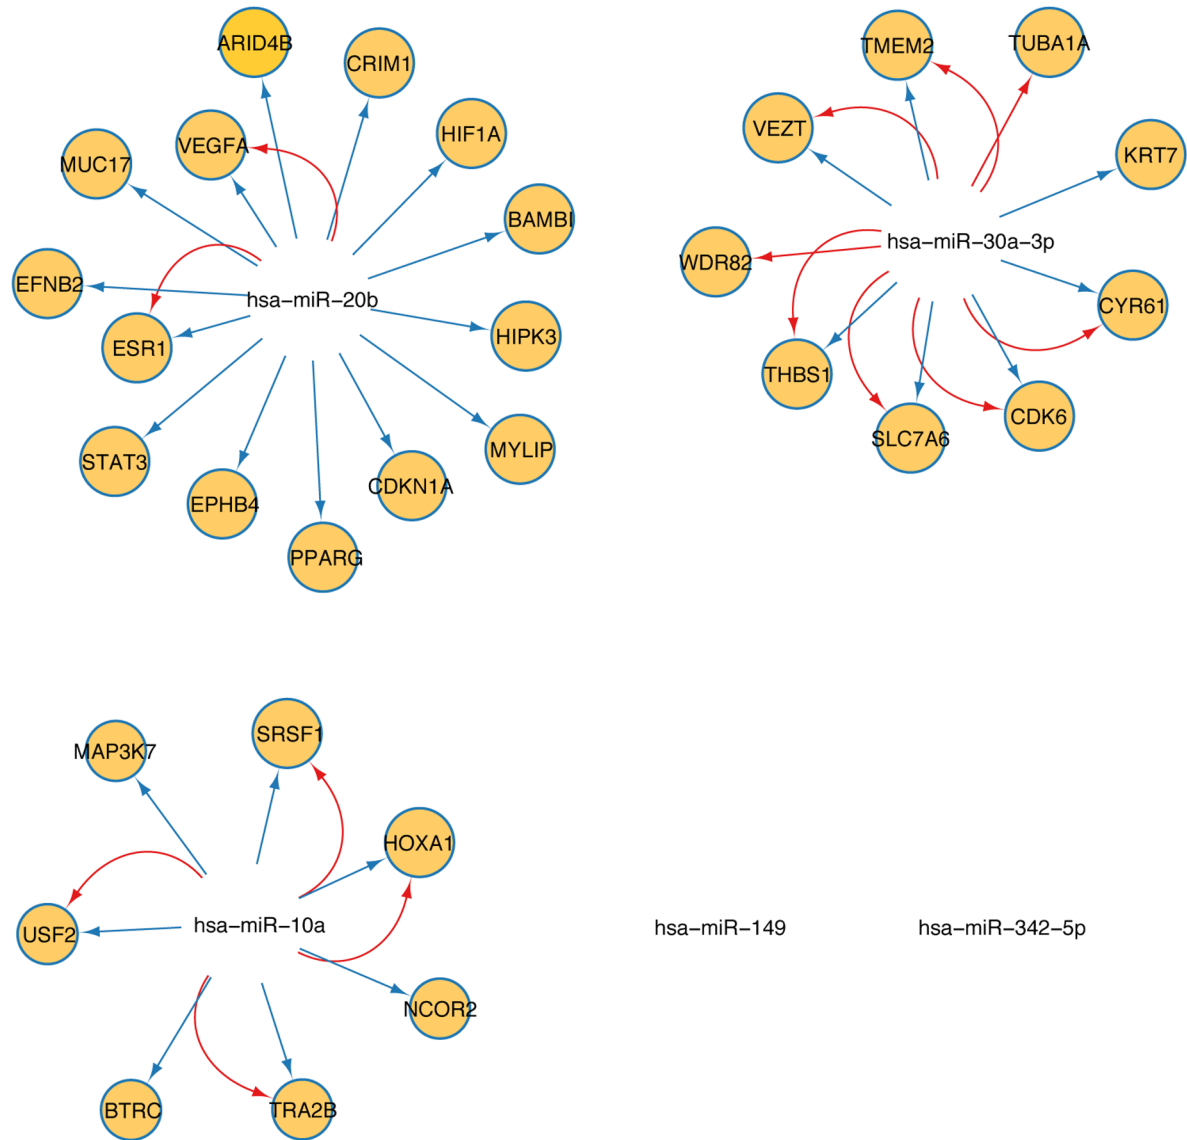 ARID4B
CRIM1
VEGFA
HIF1A
MUC17
BAMBI
EFNB2
hsa-miR-20b
HIPK3
ESR1
MYLIP
STAT3
CDKN1A
EPHB4
PPARG
TMEM2
TUBA1A
VEZT
KRT7
hsa-miR-30a-3p
WDR82
CYR61
THBS1
CDK6
SLC7A6
SRSF1
MAP3K7
HOXA1
hsa-miR-10a
USF2
NCOR2
BTRC
TRA2B
hsa-miR-149
hsa-miR-342-5p